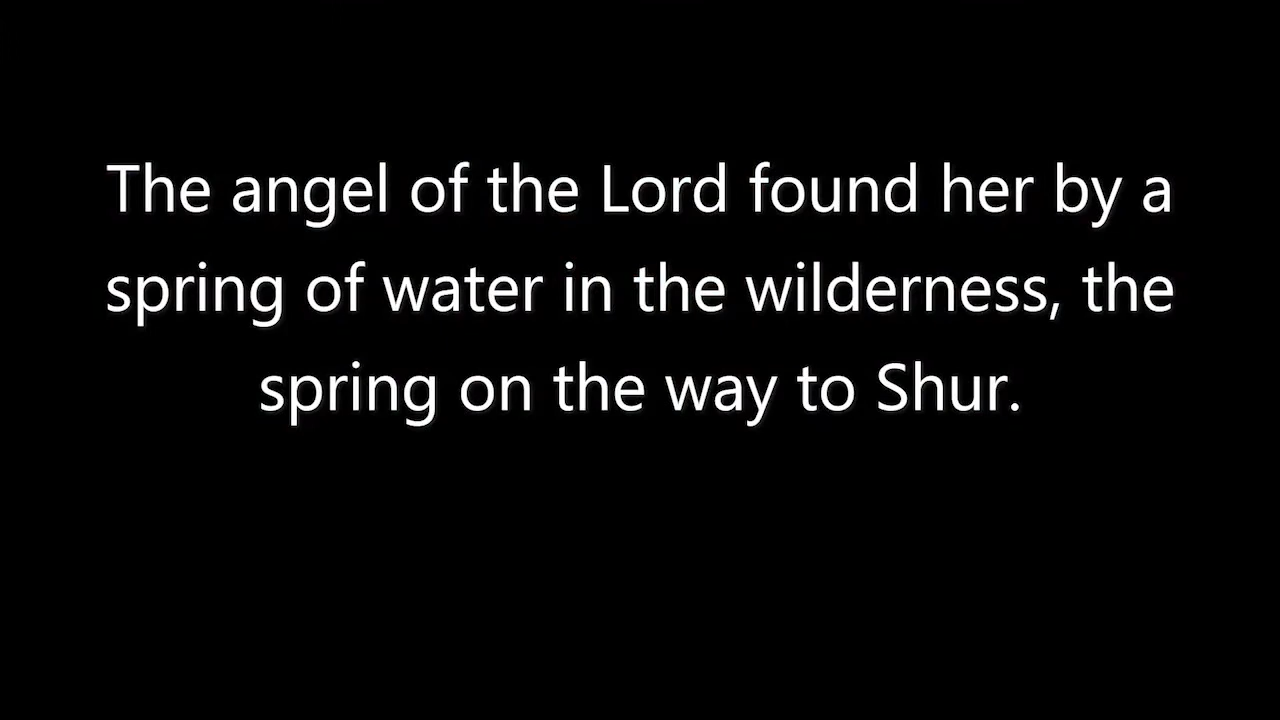 The angel of the Lord found her by a
spring of water in the wilderness, the
spring on the way to Shur.